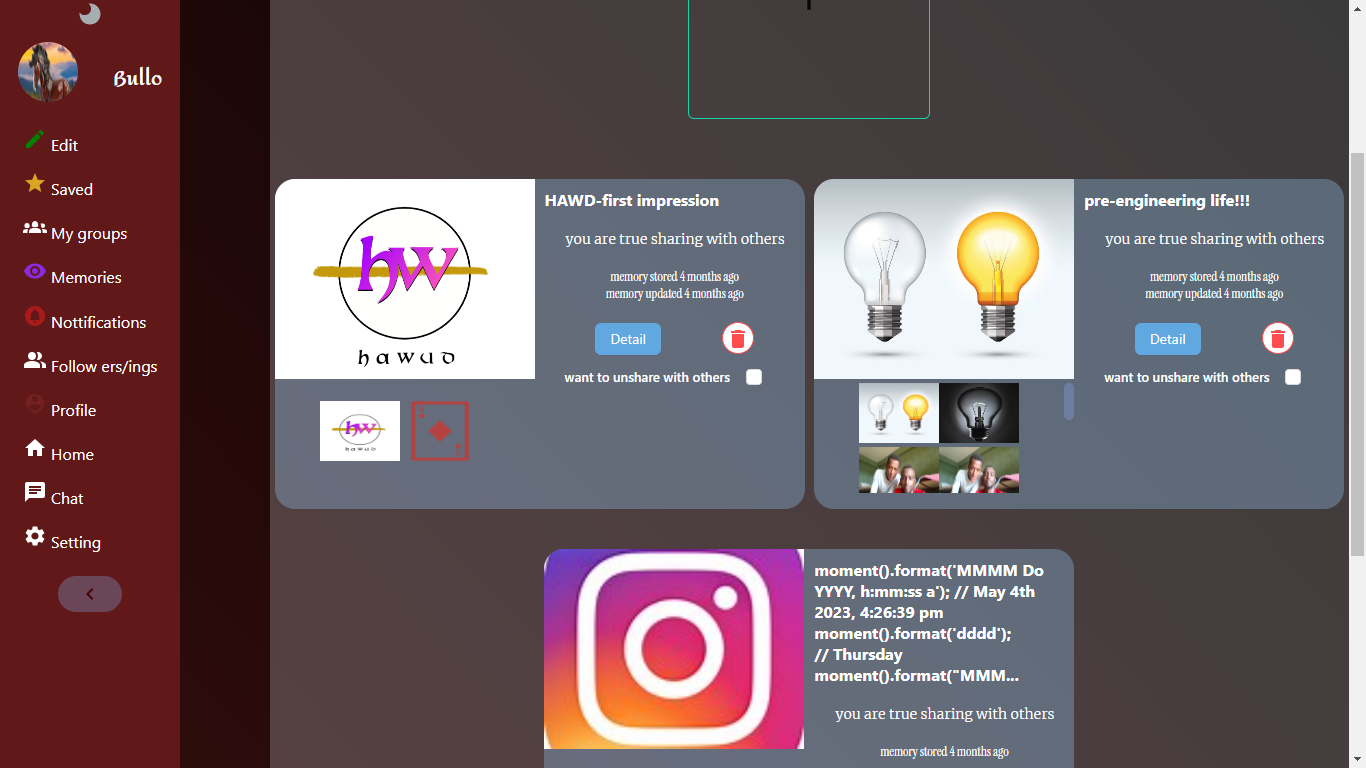 Bullo
Edit
Saved
My groups
Memories
Nottifications
Follow ers/ings
Profile
Home
Chat
Setting
hw
hawud
HAWD-first impression
you are true sharing with others
memory stored 4 months ago
memory updated 4 months ago
Detail
want to unshare with others
hw
hawud
pre-engineering life!!!
you are true sharing with others
memory stored 4 months ago
memory updated 4 months ago
Detail
want to unshare with others
moment().format('MMMM Do
YYYY, h:mm:ss a'); // May 4th
2023, 4:26:39 pm
moment().format('dddd');
// Thursday
moment().format("MMM...
you are true sharing with others
memory stored 4 months ago